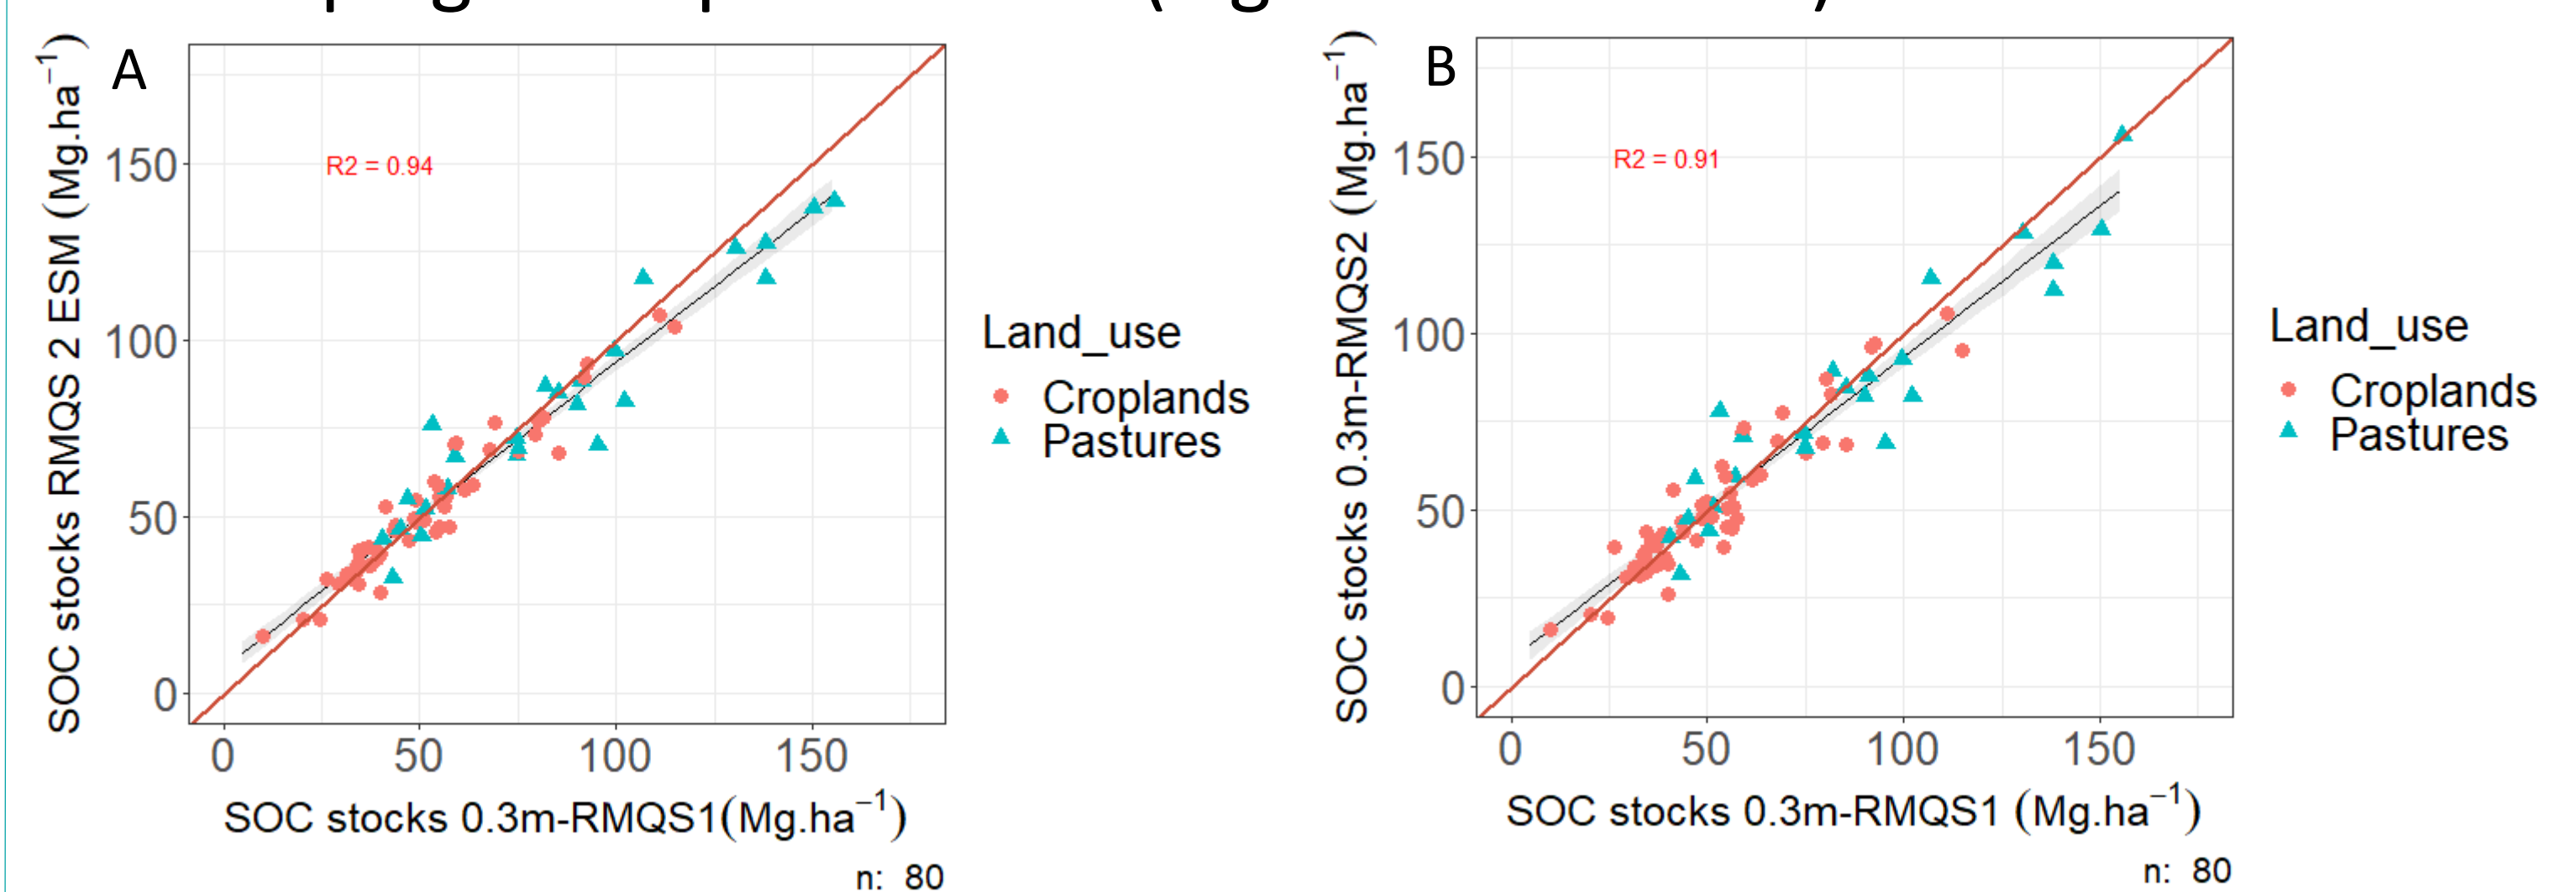 A
SOC stocks RMQS 2 ESM (Mg.ha⁻¹)
R2 = 0.94
150
100
50
0
0 50 100 150
SOC stocks 0.3m-RMQS1(Mg.ha⁻¹)
n: 80
Land_use
Croplands
Pastures
B
SOC stocks 0.3m-RMQS2 (Mg.ha⁻¹)
R2 = 0.91
150
100
50
0
0 50 100 150
SOC stocks 0.3m-RMQS1 (Mg.ha⁻¹)
n: 80
Land_use
Croplands
Pastures